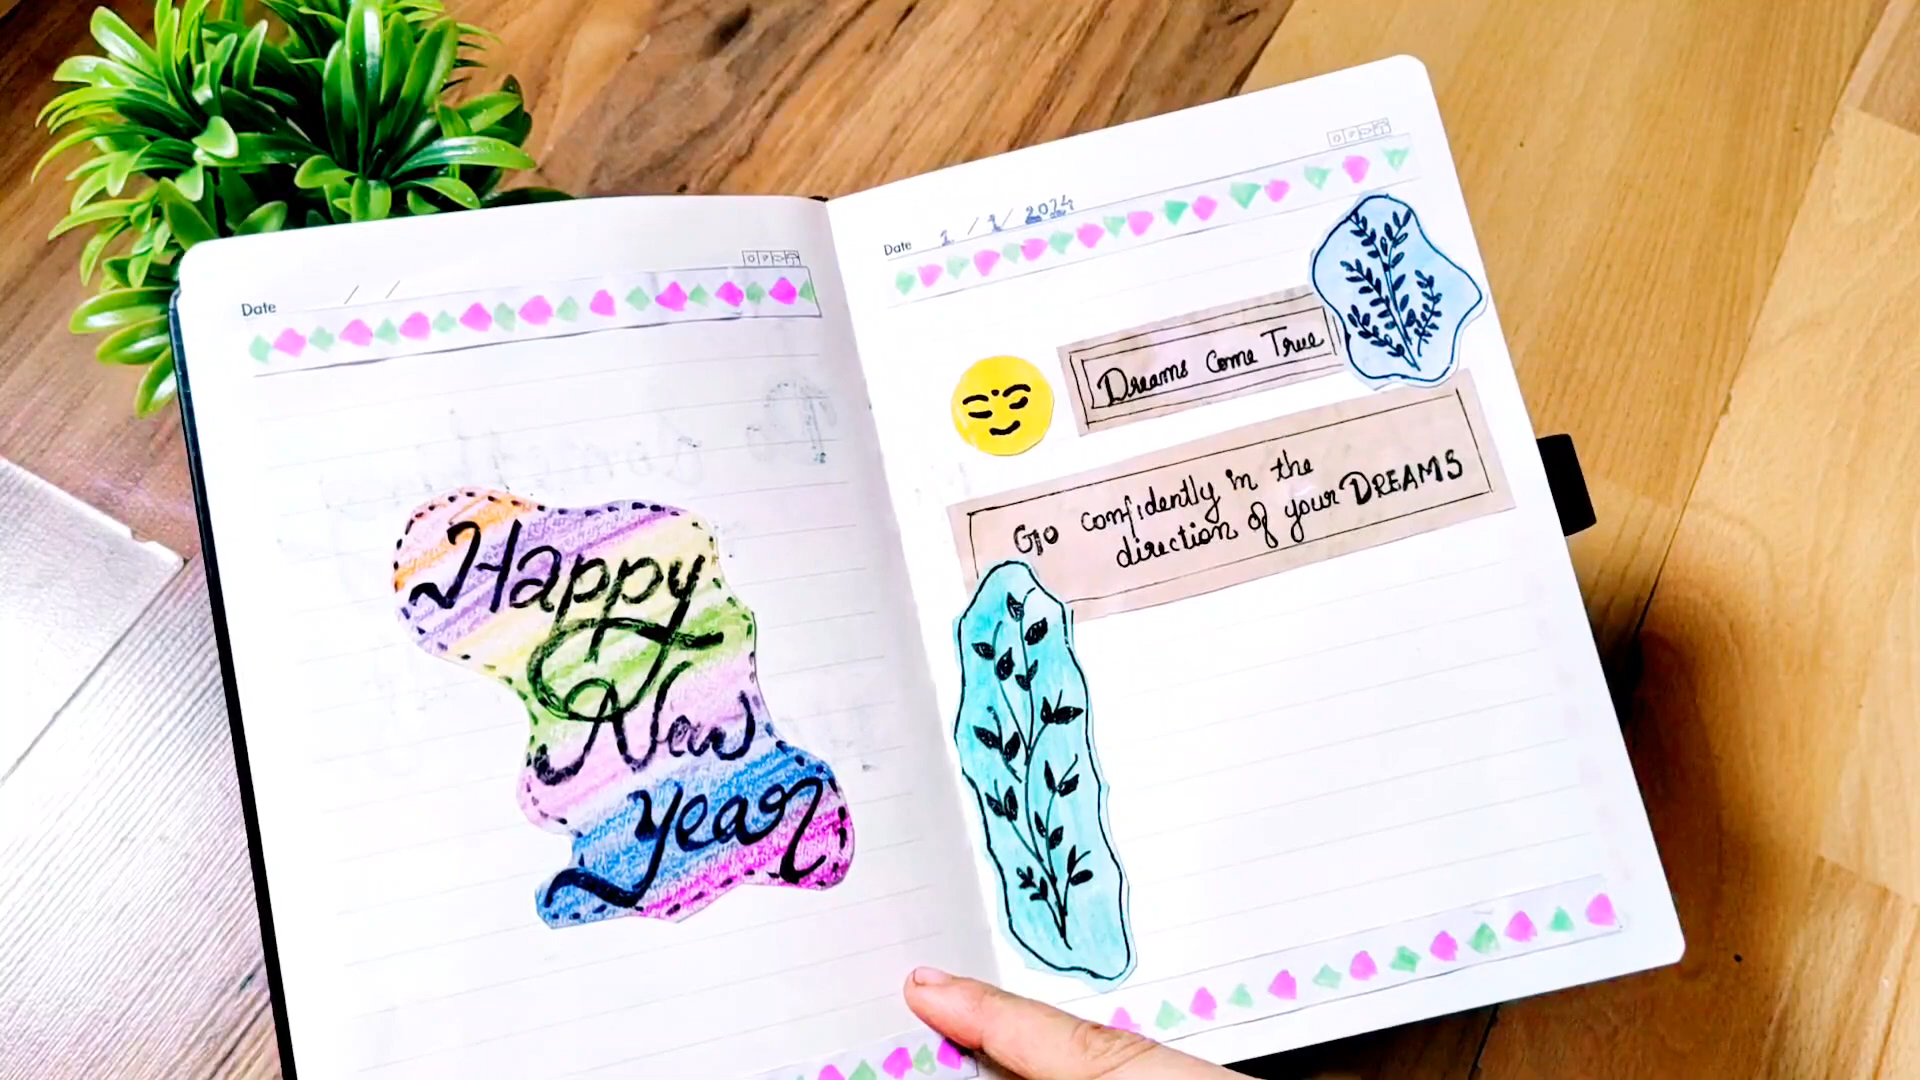 Date / /
Happy
New
year
Date 1 / 1 / 2024
Dreams Come True
Go confidently in the
direction of your DREAMS